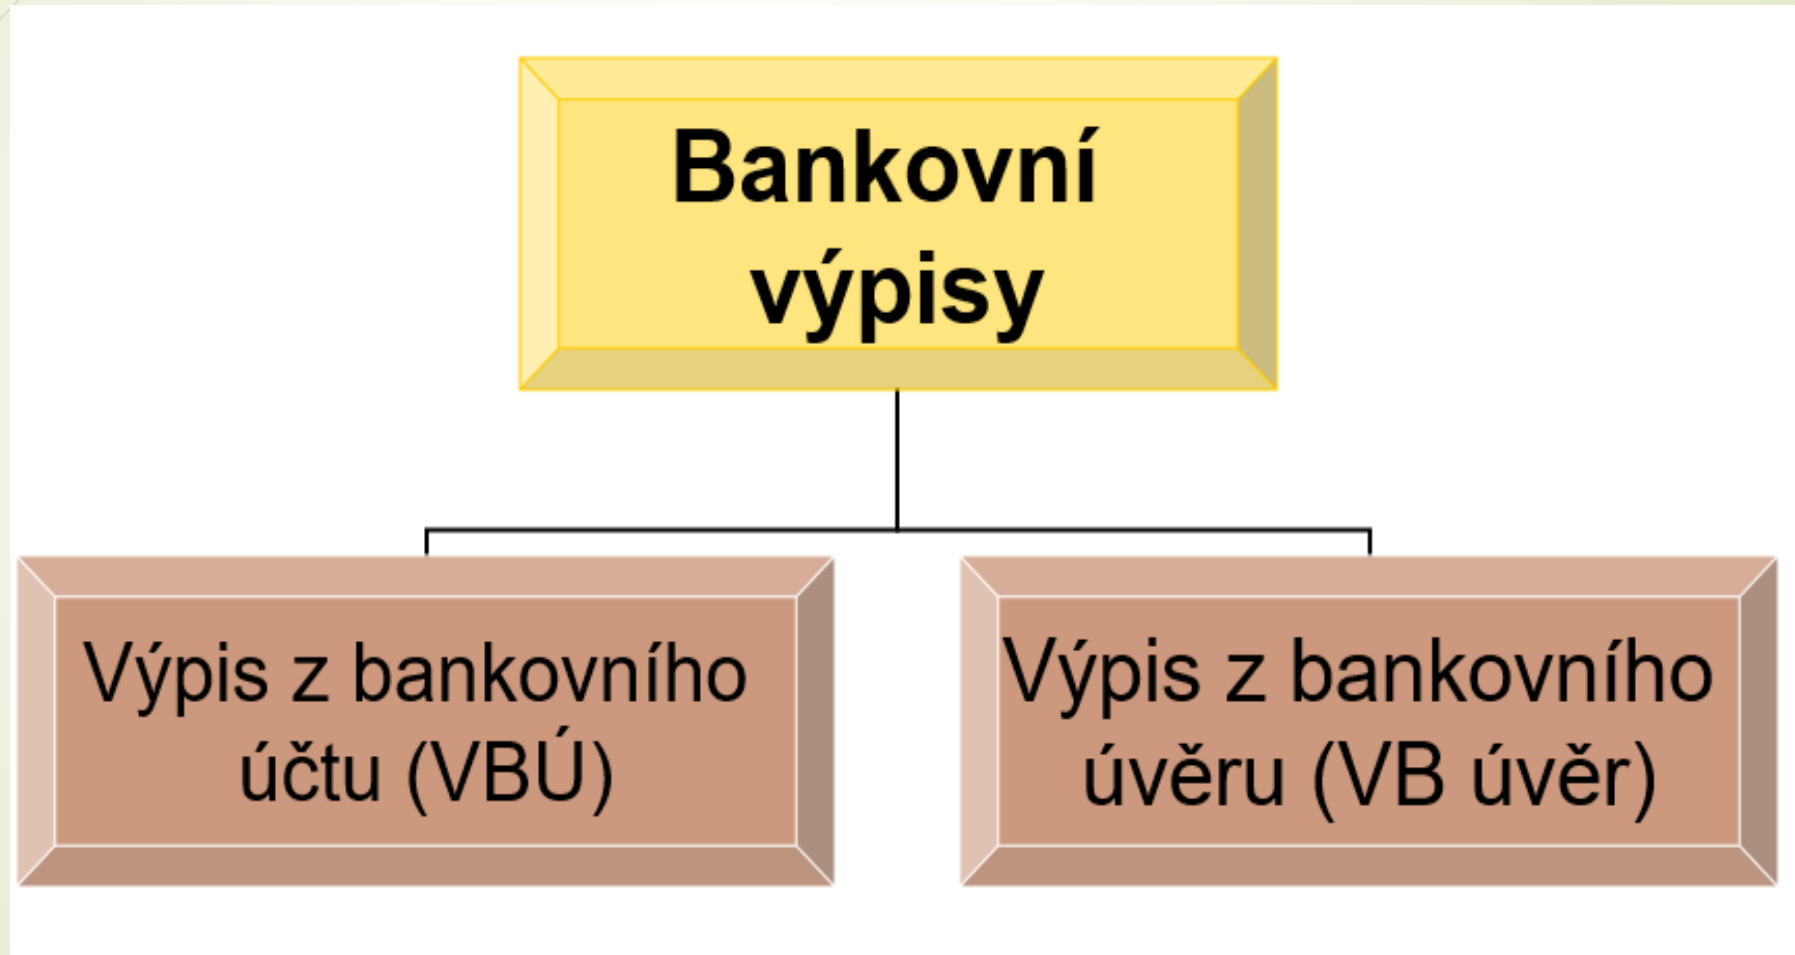 Bankovní
výpisy
Výpis z bankovního
účtu (VBÚ)
Výpis z bankovního
úvěru (VB úvěr)